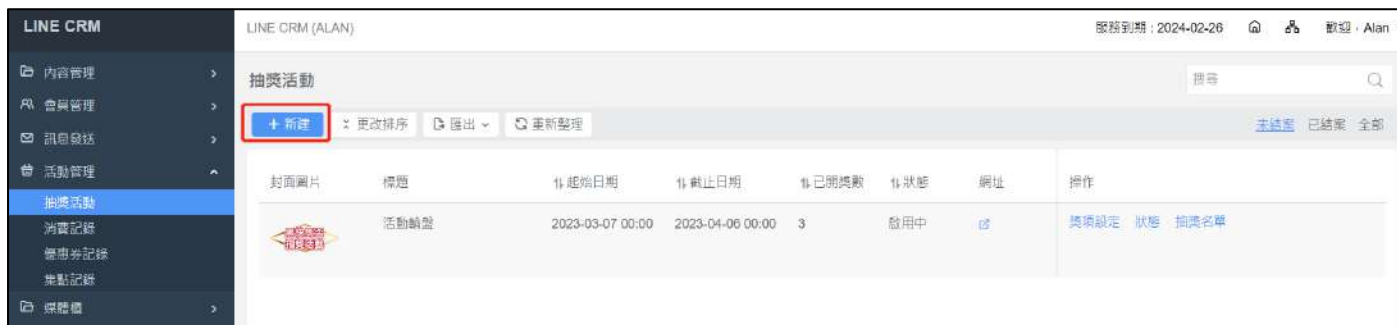 LINE CRM
LINE CRM (ALAN)
服務到期 : 2024-02-26
歡迎 , Alan
內容管理
會員管理
訊息發送
活動管理
抽獎活動
消費記錄
優惠券記錄
集點記錄
媒體櫃
抽獎活動
搜尋
+ 新建
更改排序
匯出
重新整理
未結案 已結案 全部
封面圖片 標題 起始日期 截止日期 已開獎數 狀態 網址 操作
活動輪盤 2023-03-07 00:00 2023-04-06 00:00 3 啟用中 獎項設定 狀態 抽獎名單